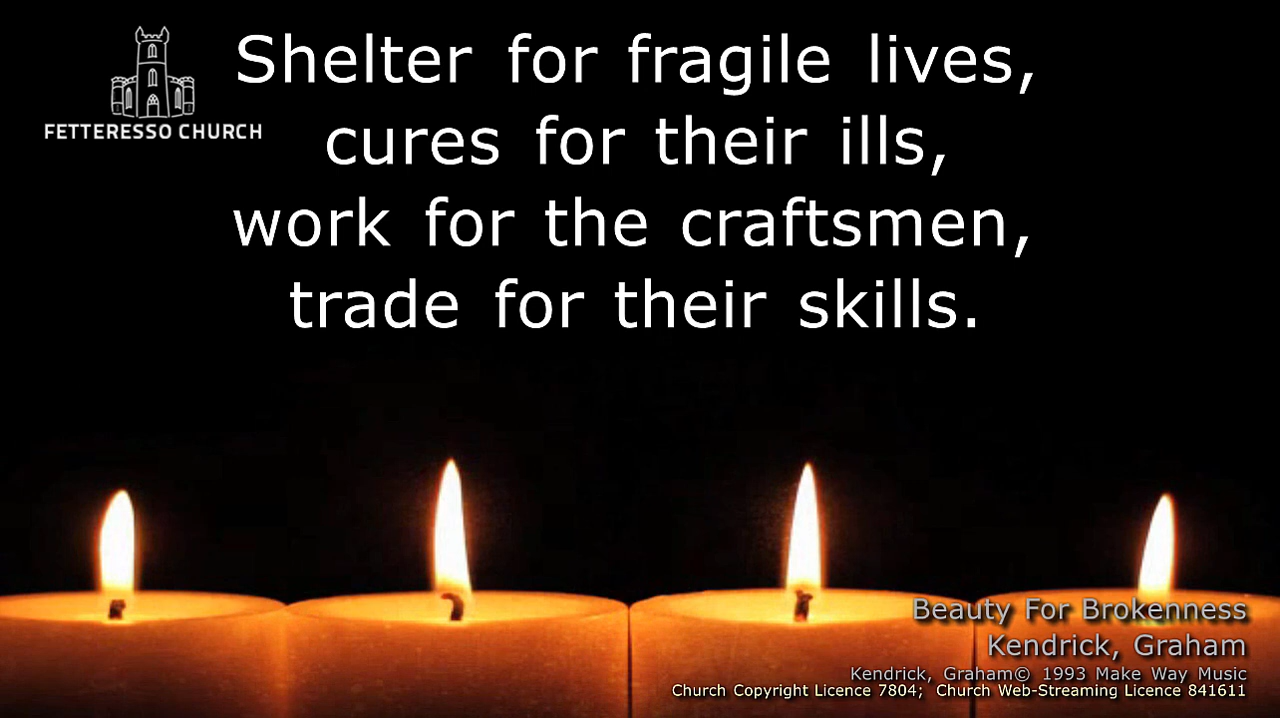 Shelter for fragile lives,
cures for their ills,
work for the craftsmen,
trade for their skills.
FETTERESSO CHURCH
Beauty For Brokenness
Kendrick, Graham
Kendrick, Graham© 1993 Make Way Music
Church Copyright Licence 7804; Church Web-Streaming Licence 841611